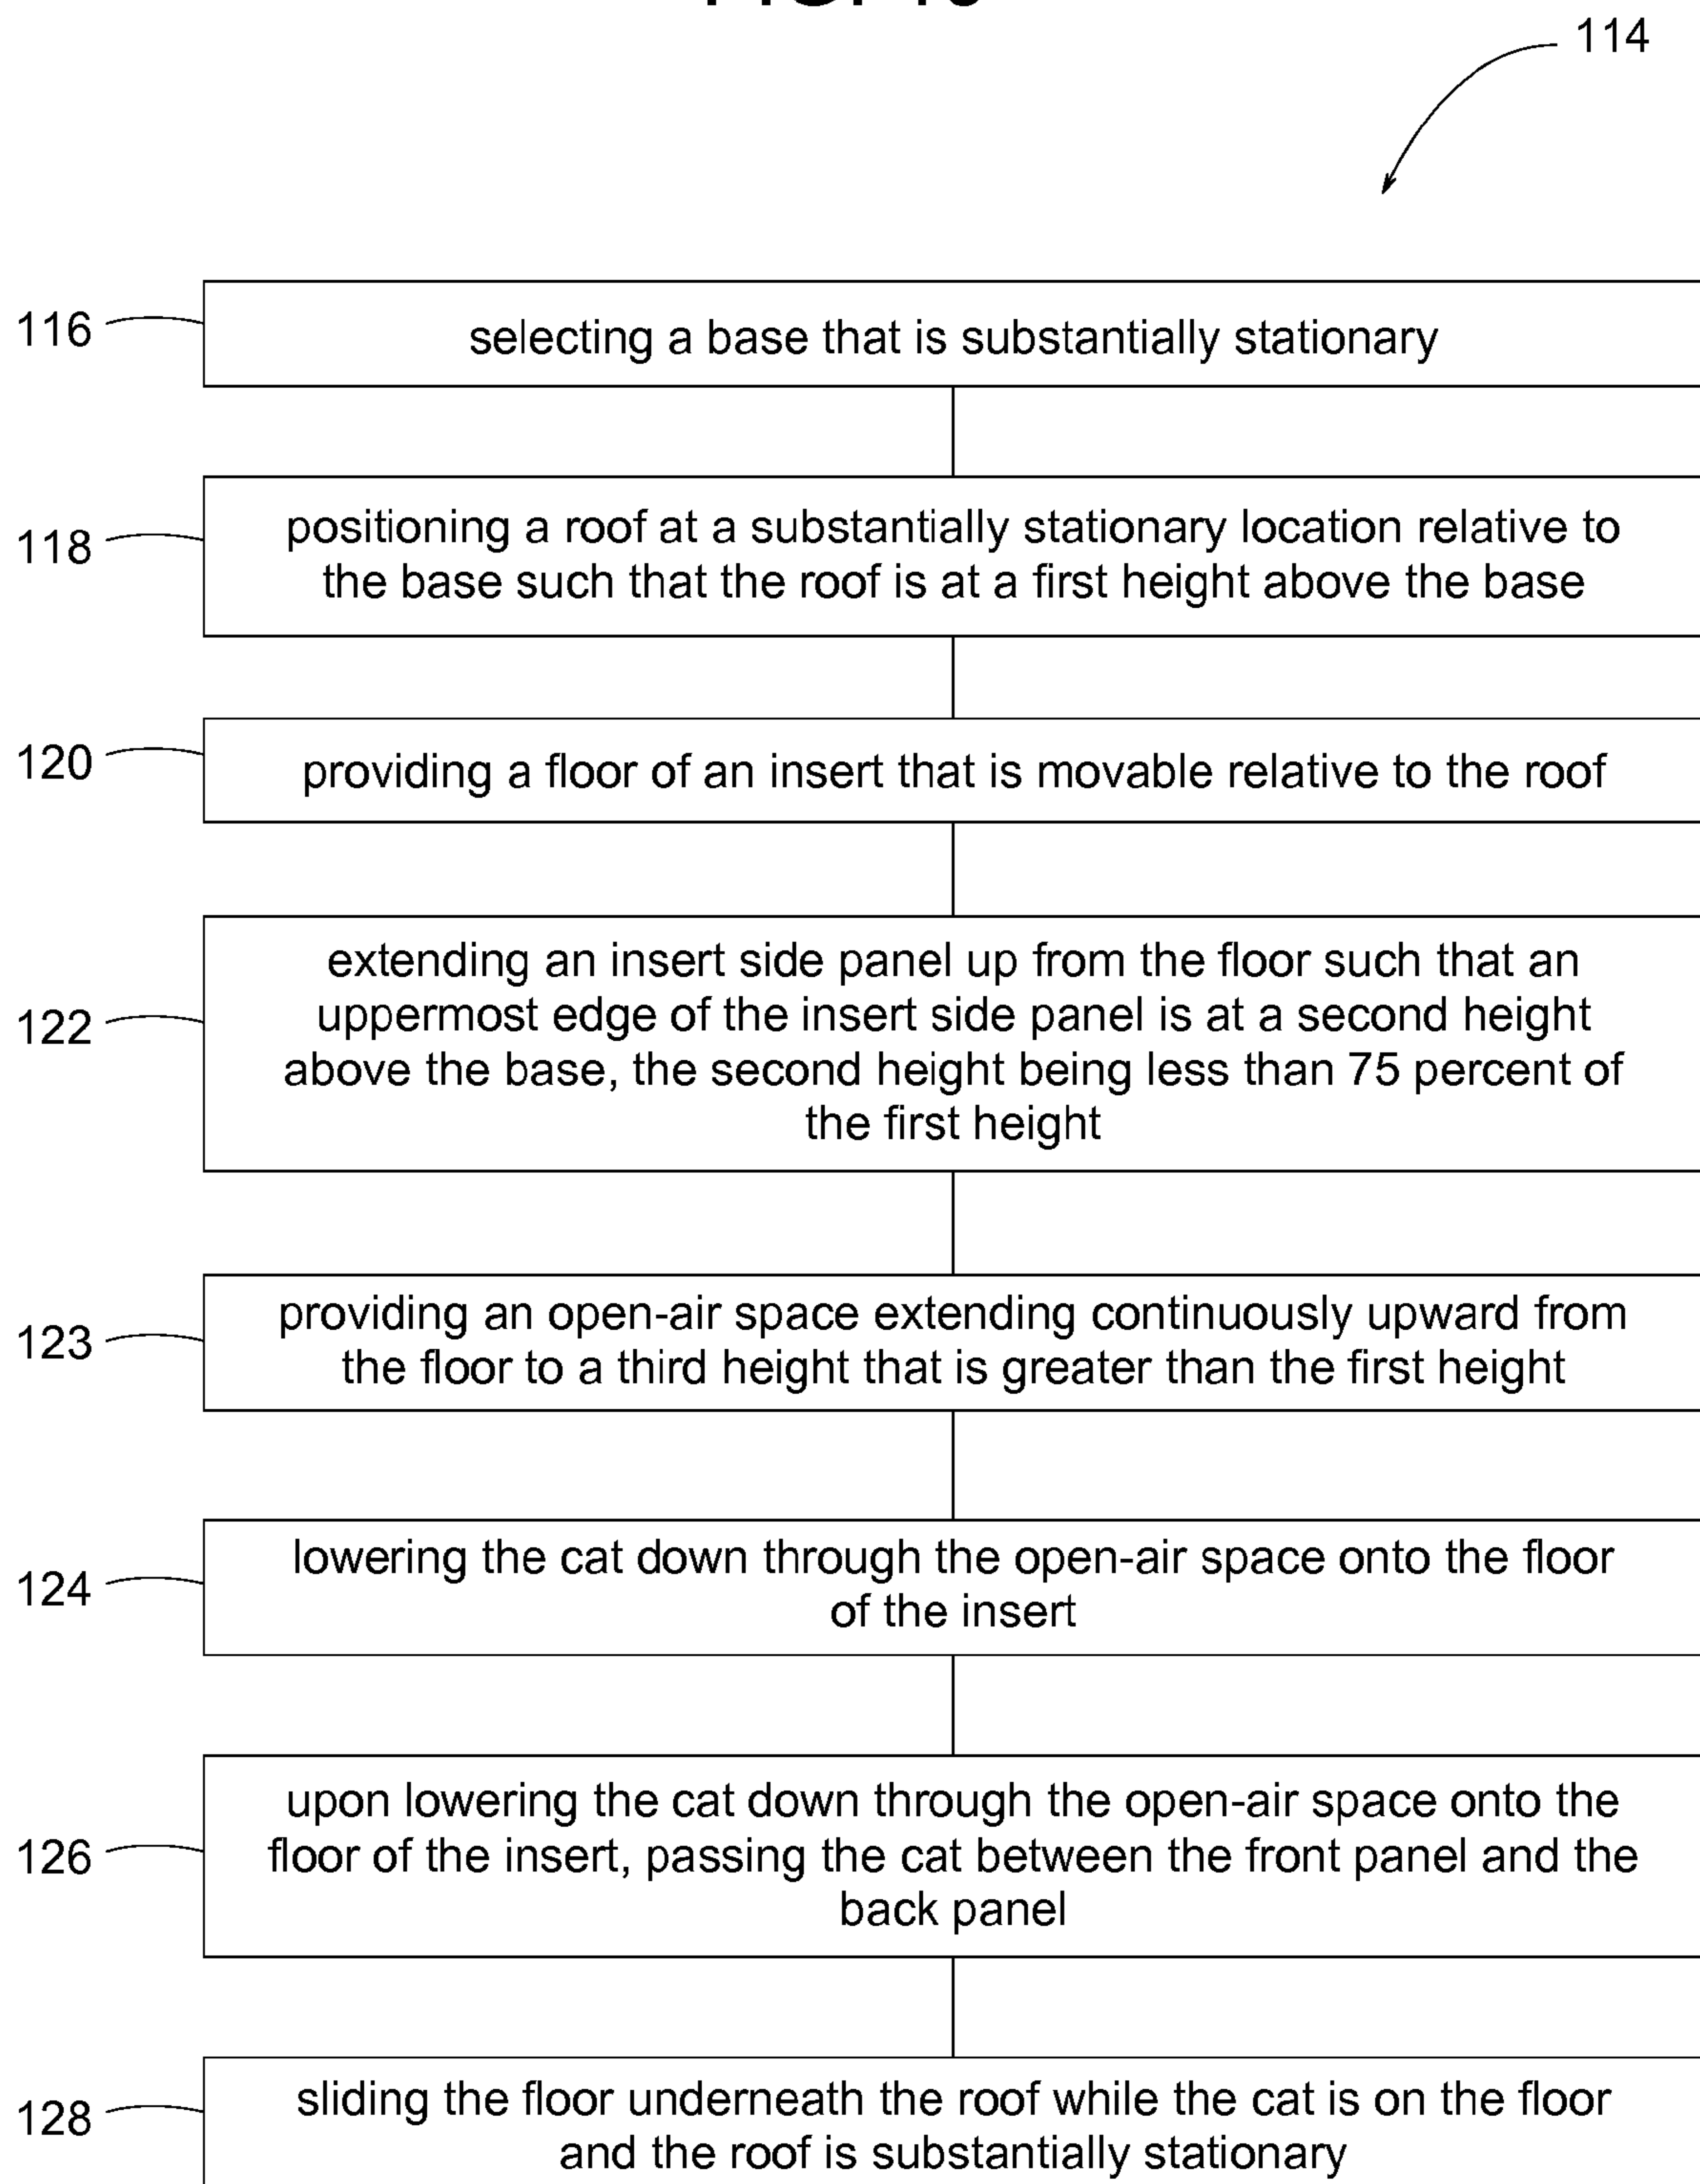 114
116
selecting a base that is substantially stationary
118
positioning a roof at a substantially stationary location relative to
the base such that the roof is at a first height above the base
120
providing a floor of an insert that is movable relative to the roof
122
extending an insert side panel up from the floor such that an
uppermost edge of the insert side panel is at a second height
above the base, the second height being less than 75 percent of
the first height
123
providing an open-air space extending continuously upward from
the floor to a third height that is greater than the first height
124
lowering the cat down through the open-air space onto the floor
of the insert
126
upon lowering the cat down through the open-air space onto the
floor of the insert, passing the cat between the front panel and the
back panel
128
sliding the floor underneath the roof while the cat is on the floor
and the roof is substantially stationary